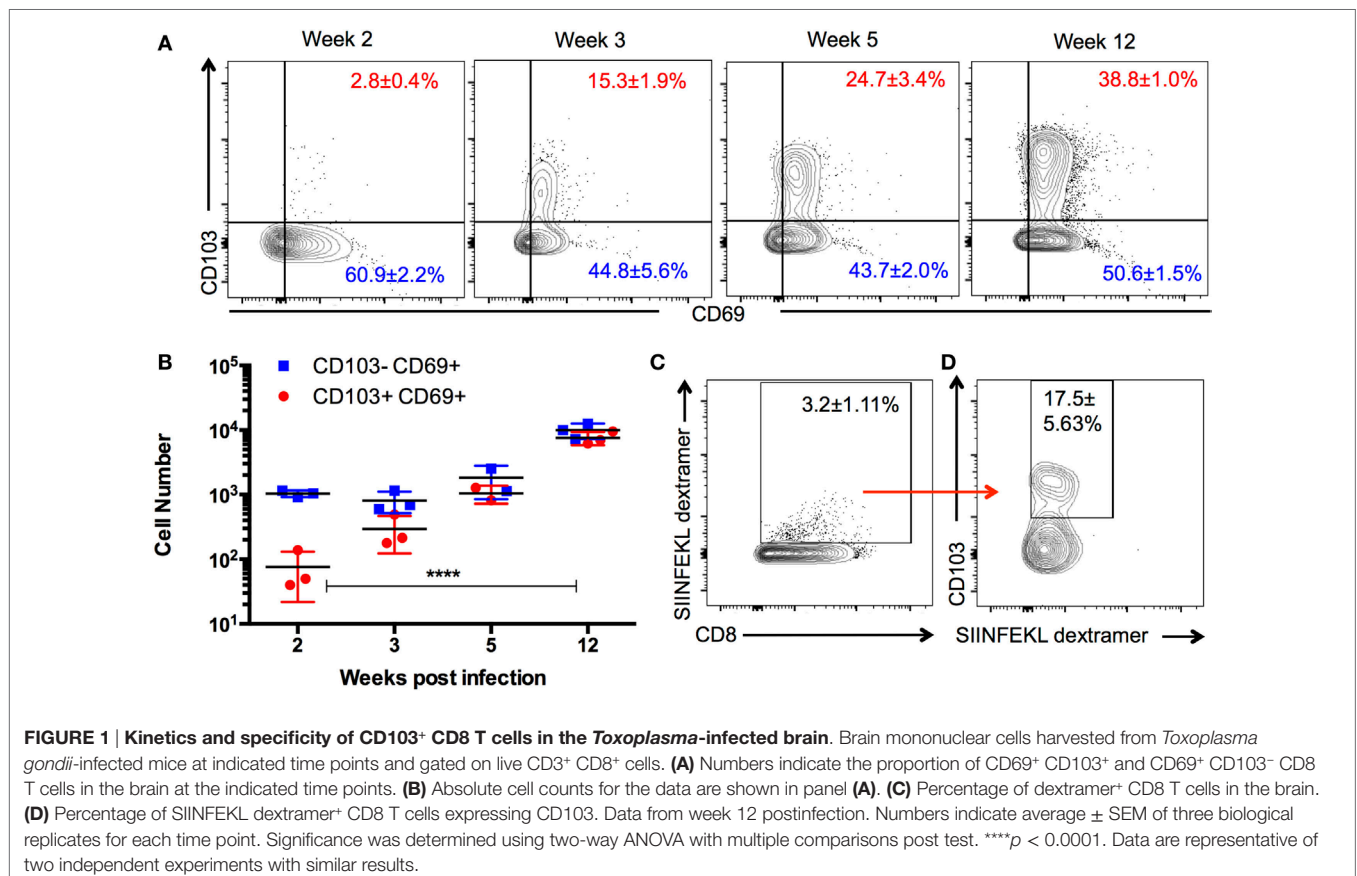 A
Week 2
Week 3
Week 5
Week 12
2.8±0.4%
15.3±1.9%
24.7±3.4%
38.8±1.0%
CD103
60.9±2.2%
44.8±5.6%
43.7±2.0%
50.6±1.5%
CD69
B
10⁵
10⁴
10³
10²
10¹
Cell Number
CD103- CD69+
CD103+ CD69+
****
2
3
5
12
Weeks post infection
C
SIINFEKL dextramer
3.2±1.11%
CD8
D
CD103
17.5±
5.63%
SIINFEKL dextramer
FIGURE 1 | Kinetics and specificity of CD103⁺ CD8 T cells in the Toxoplasma-infected brain. Brain mononuclear cells harvested from Toxoplasma
gondii-infected mice at indicated time points and gated on live CD3⁺ CD8⁺ cells. (A) Numbers indicate the proportion of CD69⁺ CD103⁺ and CD69⁺ CD103⁻ CD8
T cells in the brain at the indicated time points. (B) Absolute cell counts for the data are shown in panel (A). (C) Percentage of dextramer⁺ CD8 T cells in the brain.
(D) Percentage of SIINFEKL dextramer⁺ CD8 T cells expressing CD103. Data from week 12 postinfection. Numbers indicate average ± SEM of three biological
replicates for each time point. Significance was determined using two-way ANOVA with multiple comparisons post test. ****p < 0.0001. Data are representative of
two independent experiments with similar results.